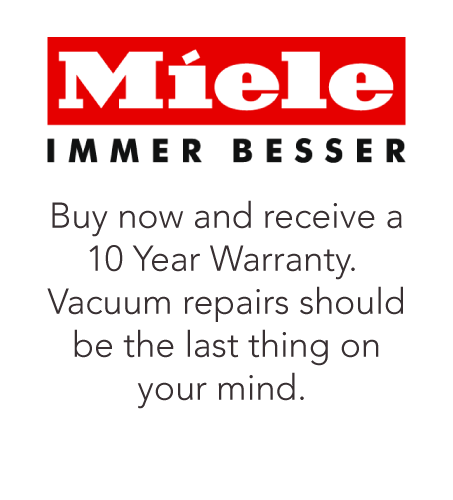 Miele
IMMER BESSER
Buy now and receive a
10 Year Warranty.
Vacuum repairs should
be the last thing on
your mind.